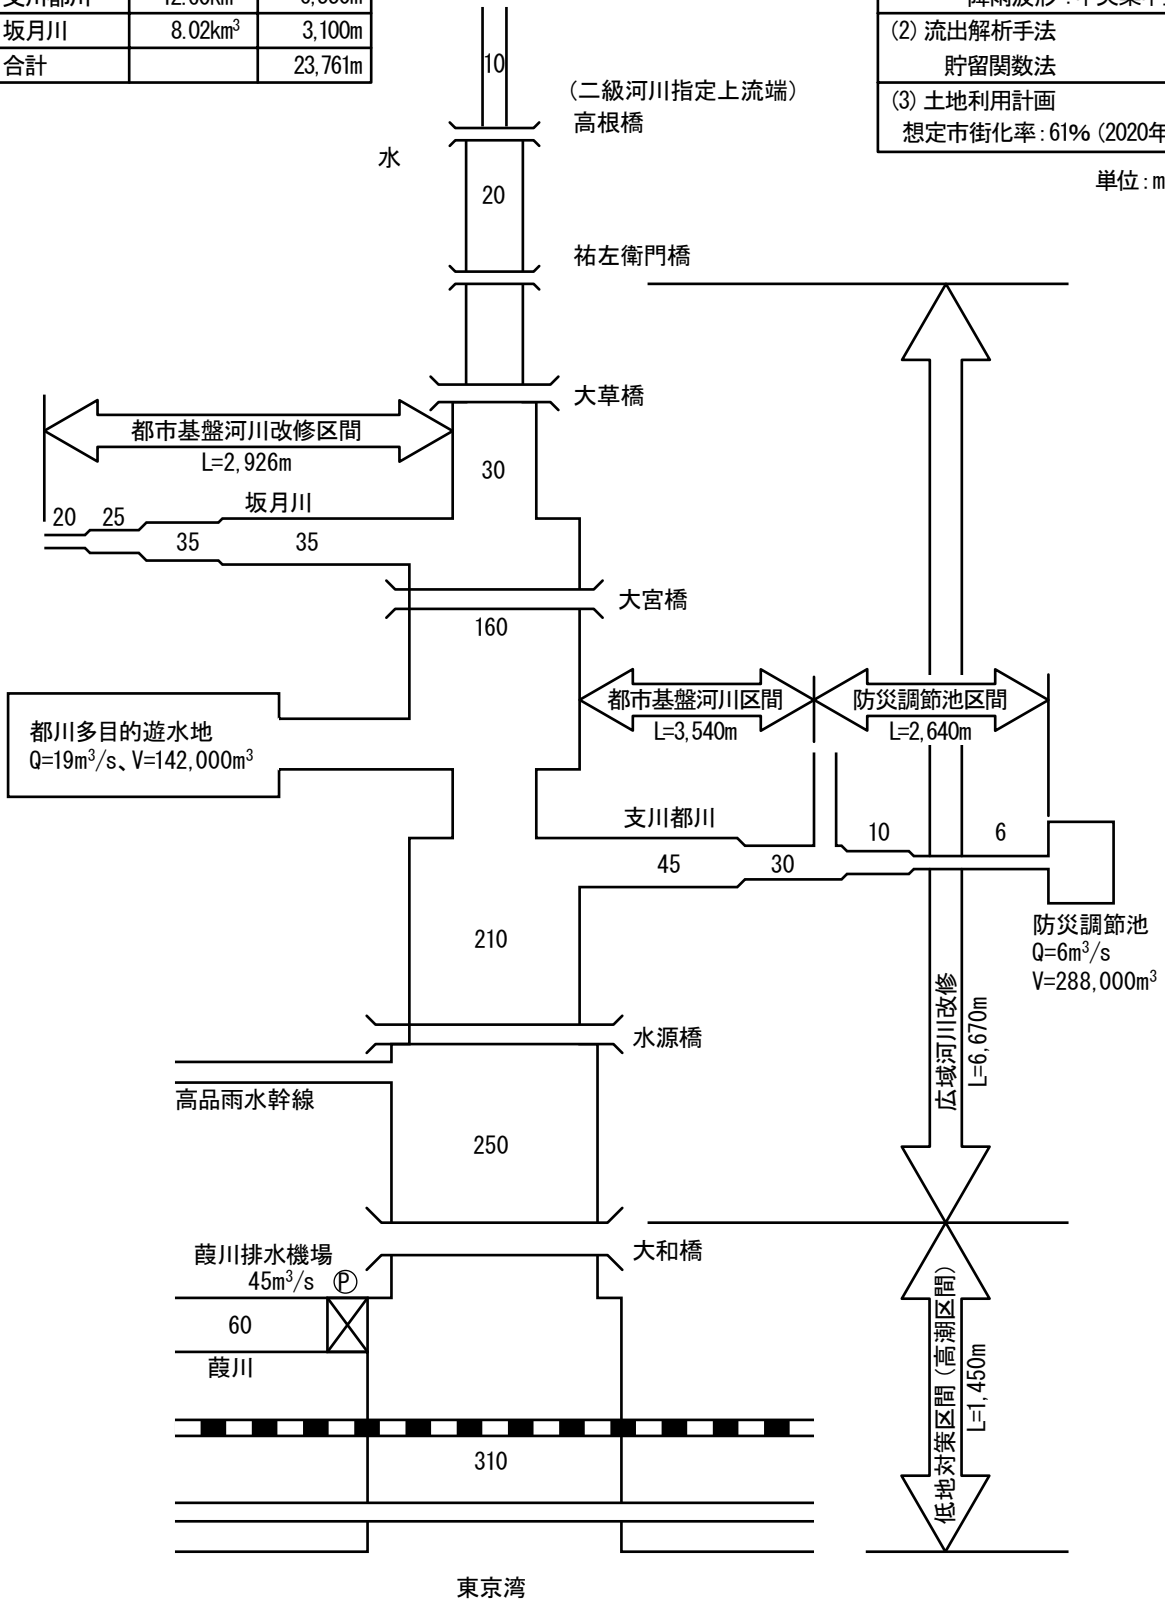 坂月川 8.02km³ 3,100m
合計 23,761m
(2) 流出解析手法
貯留関数法
(3) 土地利用計画
想定市街化率：61% (2020年
単位：m
10
(二級河川指定上流端)
高根橋
水
20
祐左衛門橋
大草橋
都市基盤河川改修区間
L=2,926m
30
坂月川
20 25
35 35
大宮橋
160
都市基盤河川区間
L=3,540m
防災調節池区間
L=2,640m
都川多目的遊水地
Q=19m³/s、V=142,000m³
支川都川
10 6
45 30
防災調節池
Q=6m³/s
V=288,000m³
210
広域河川改修
L=6,670m
水源橋
高品雨水幹線
250
大和橋
葭川排水機場
45m³/s Ⓟ
60
葭川
低地対策区間（高潮区間）
L=1,450m
310
東京湾